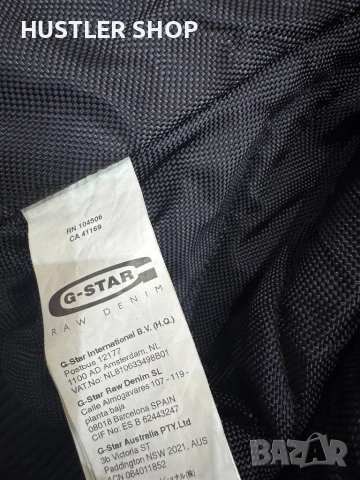 HUSTLER SHOP
RN 104506
CA 41169
G-STAR
RAW DENIM
G-Star International B.V. (H.Q.)
Postbus 12177
1100 AD Amsterdam, NL
VAT.No: NL810633498B01
G-Star Raw Denim SL
Calle Almogavares 107 - 119 -
planta baja
08018 Barcelona SPAIN
CIF No: ES B 62443247
G-Star Australia PTY.Ltd
3b Victoria ST
Paddington NSW 2021, AUS
ACN 084011852
BAZAR